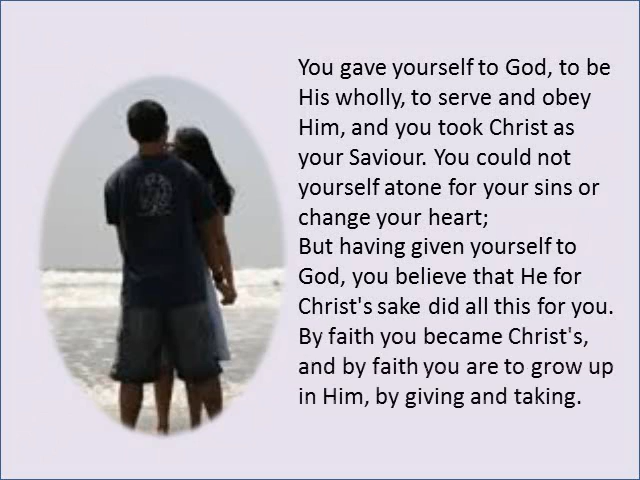 You gave yourself to God, to be
His wholly, to serve and obey
Him, and you took Christ as
your Saviour. You could not
yourself atone for your sins or
change your heart;
But having given yourself to
God, you believe that He for
Christ's sake did all this for you.
By faith you became Christ's,
and by faith you are to grow up
in Him, by giving and taking.